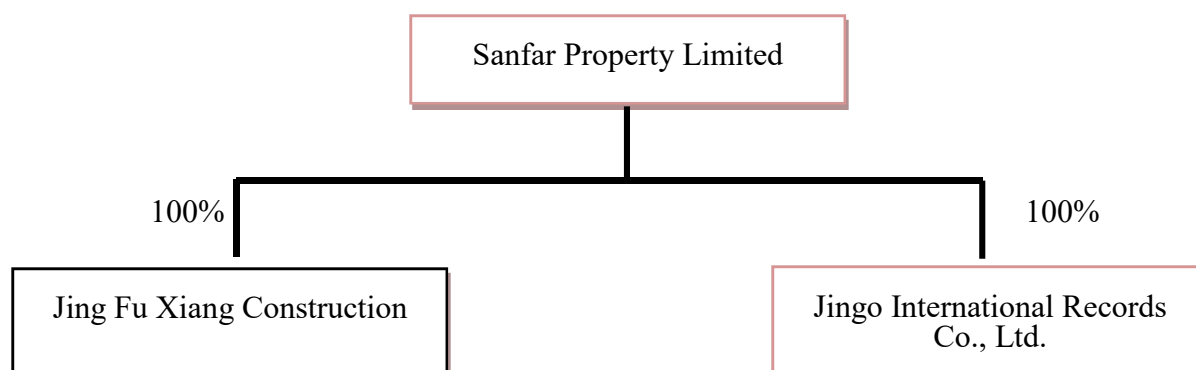 Sanfar Property Limited
100%
100%
Jing Fu Xiang Construction
Jingo International Records
Co., Ltd.